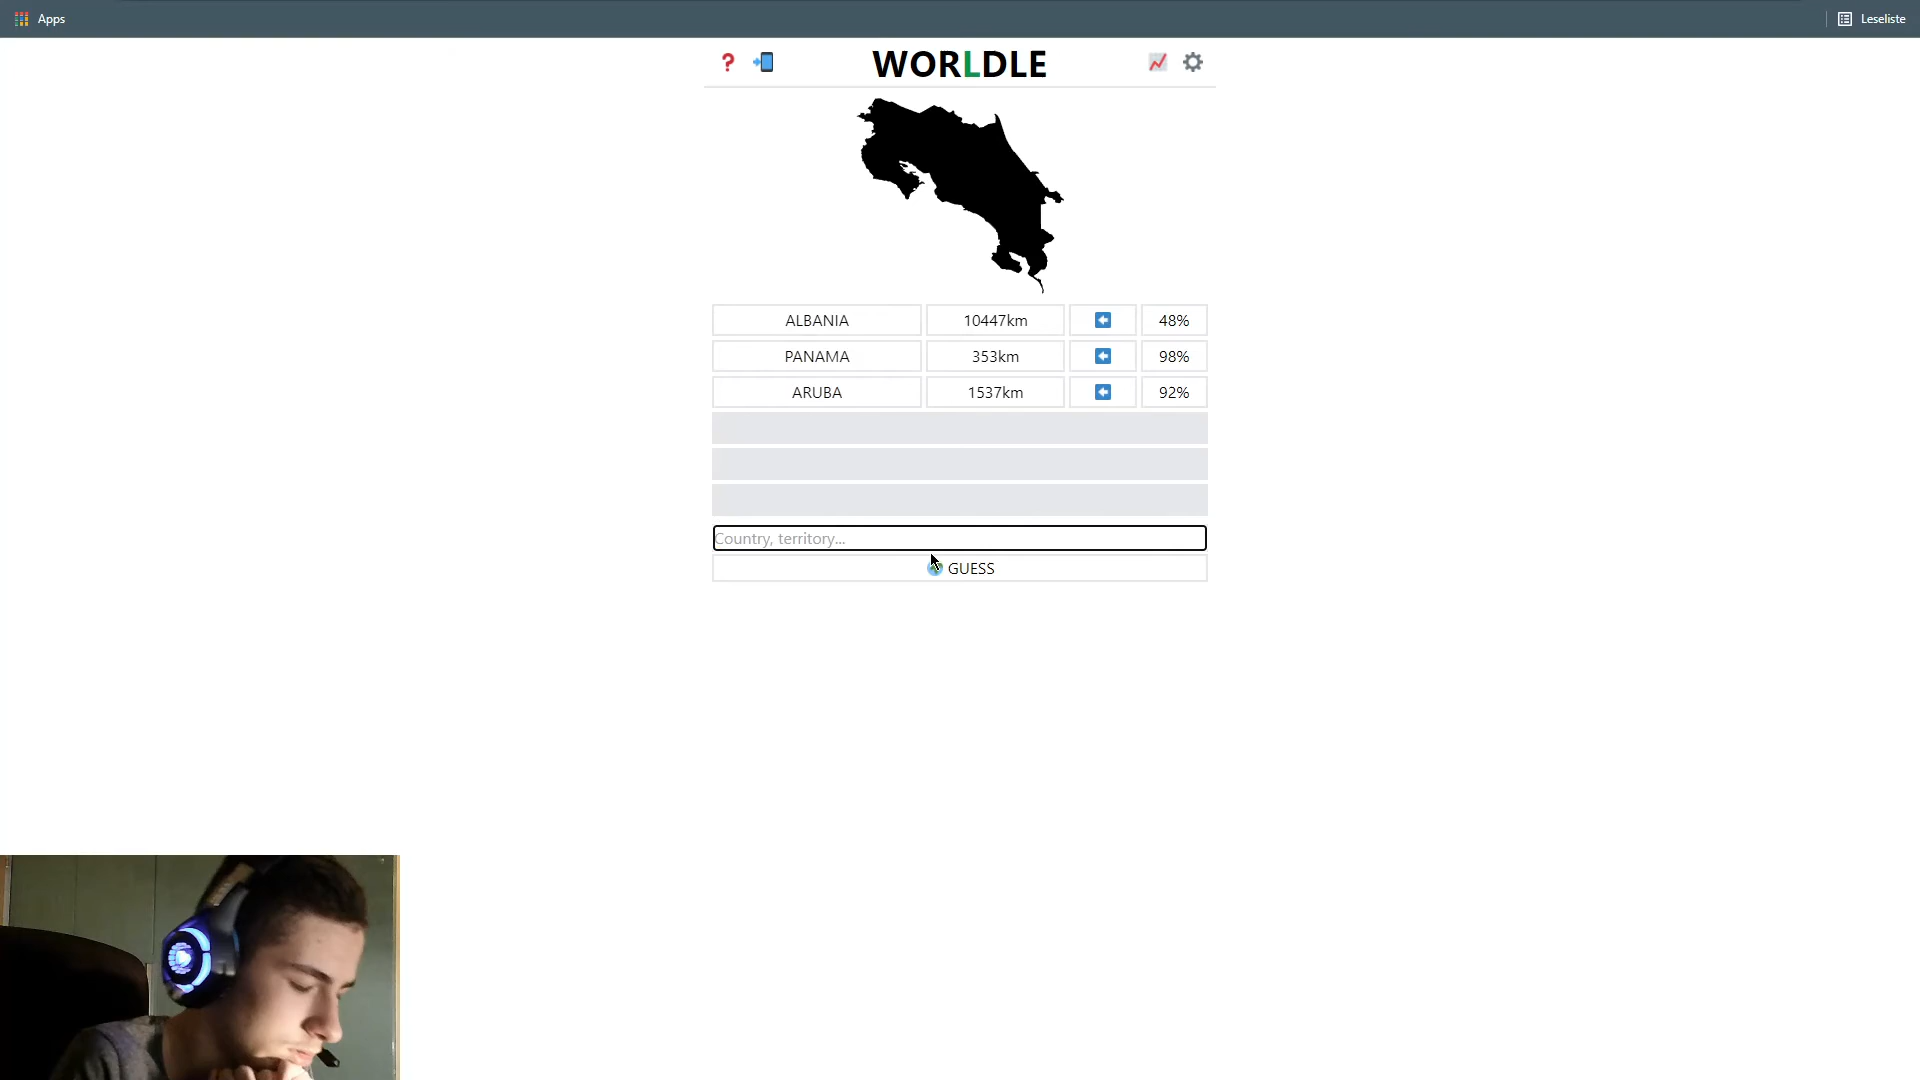 Apps
Leseliste
WORLDLE
ALBANIA 10447km 48%
PANAMA 353km 98%
ARUBA 1537km 92%
Country, territory...
GUESS